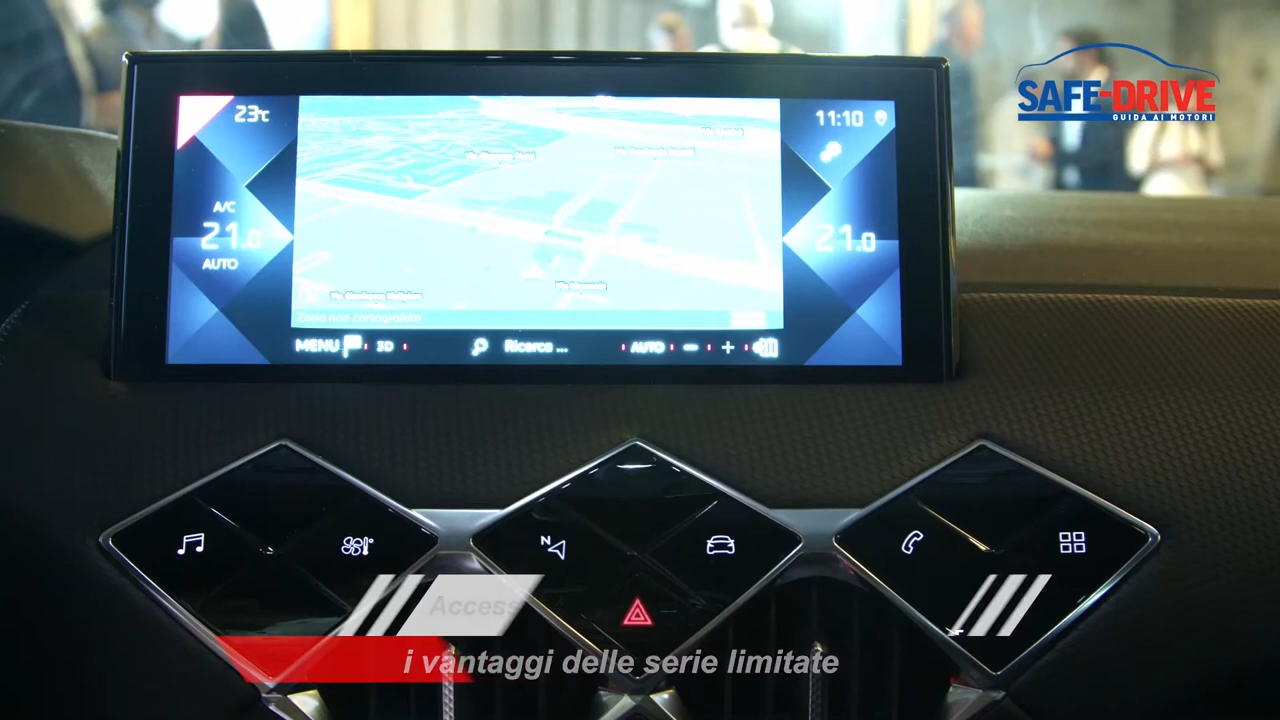 SAFE-DRIVE
GUIDA AI MOTORI
23°c
11:10
A/C
21.0
AUTO
21.0
Zona non cartografata
MENU
3D
Ricerca ...
AUTO
N
Access
i vantaggi delle serie limitate